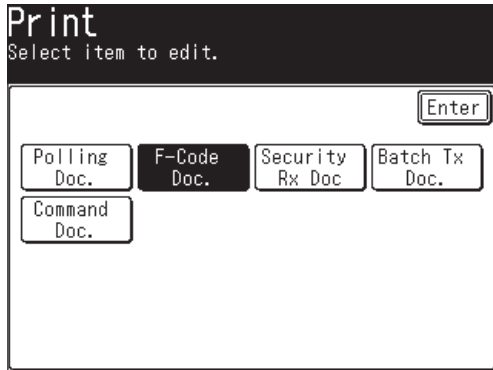 Print
Select item to edit.
Enter
Polling Doc.
F-Code Doc.
Security Rx Doc
Batch Tx Doc.
Command Doc.